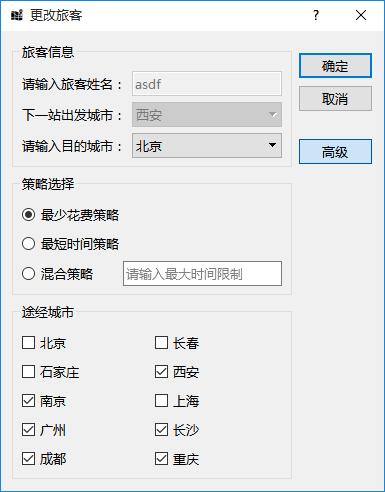 更改旅客
?
旅客信息
请输入旅客姓名： asdf
下一站出发城市： 西安
请输入目的城市： 北京
确定
取消
高级
策略选择
最少花费策略
最短时间策略
混合策略 请输入最大时间限制
途经城市
北京 长春
石家庄 西安
南京 上海
广州 长沙
成都 重庆